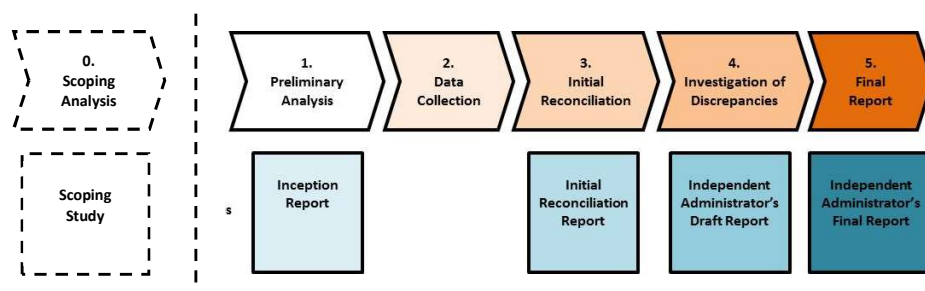 0.
Scoping
Analysis
1.
Preliminary
Analysis
2.
Data
Collection
3.
Initial
Reconciliation
4.
Investigation of
Discrepancies
5.
Final
Report
Scoping
Study
s
Inception
Report
Initial
Reconciliation
Report
Independent
Administrator's
Draft Report
Independent
Administrator's
Final Report